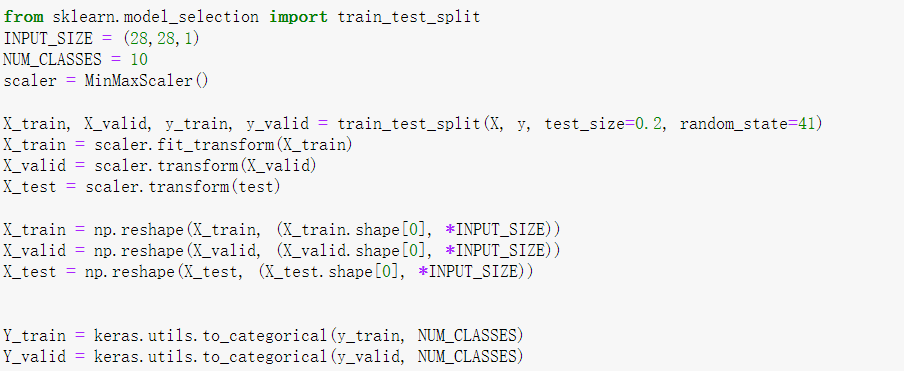 from sklearn.model_selection import train_test_split
INPUT_SIZE = (28,28,1)
NUM_CLASSES = 10
scaler = MinMaxScaler()
X_train, X_valid, y_train, y_valid = train_test_split(X, y, test_size=0.2, random_state=41)
X_train = scaler.fit_transform(X_train)
X_valid = scaler.transform(X_valid)
X_test = scaler.transform(test)
X_train = np.reshape(X_train, (X_train.shape[0], *INPUT_SIZE))
X_valid = np.reshape(X_valid, (X_valid.shape[0], *INPUT_SIZE))
X_test = np.reshape(X_test, (X_test.shape[0], *INPUT_SIZE))
Y_train = keras.utils.to_categorical(y_train, NUM_CLASSES)
Y_valid = keras.utils.to_categorical(y_valid, NUM_CLASSES)